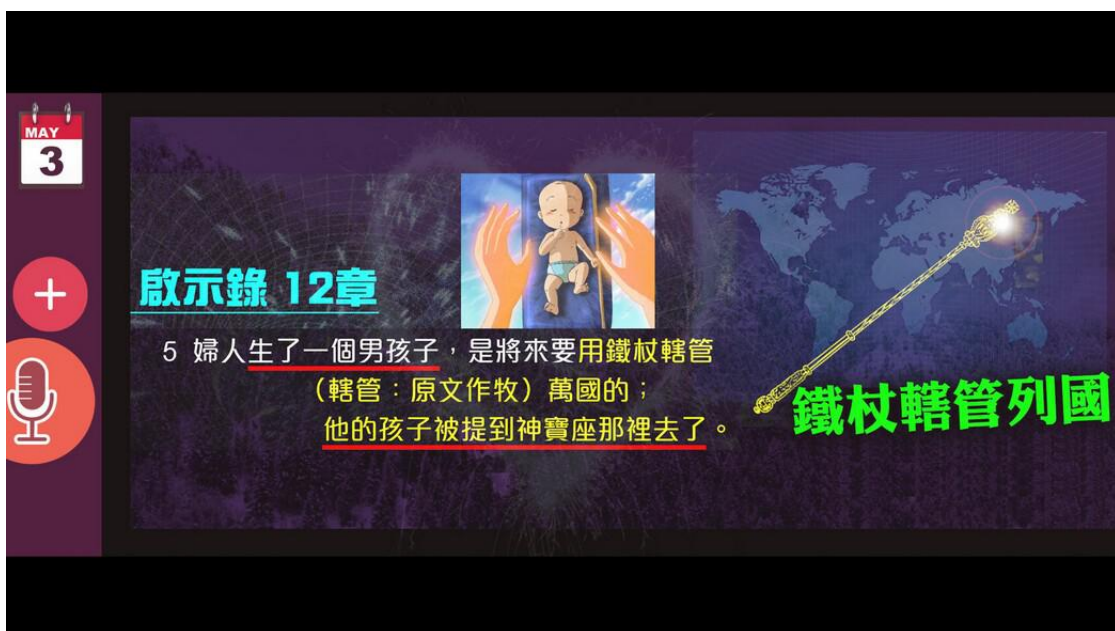 MAY
3
啟示錄 12章
5 婦人生了一個男孩子，是將來要用鐵杖轄管
（轄管：原文作牧）萬國的；
他的孩子被提到神寶座那裡去了。
鐵杖轄管列國